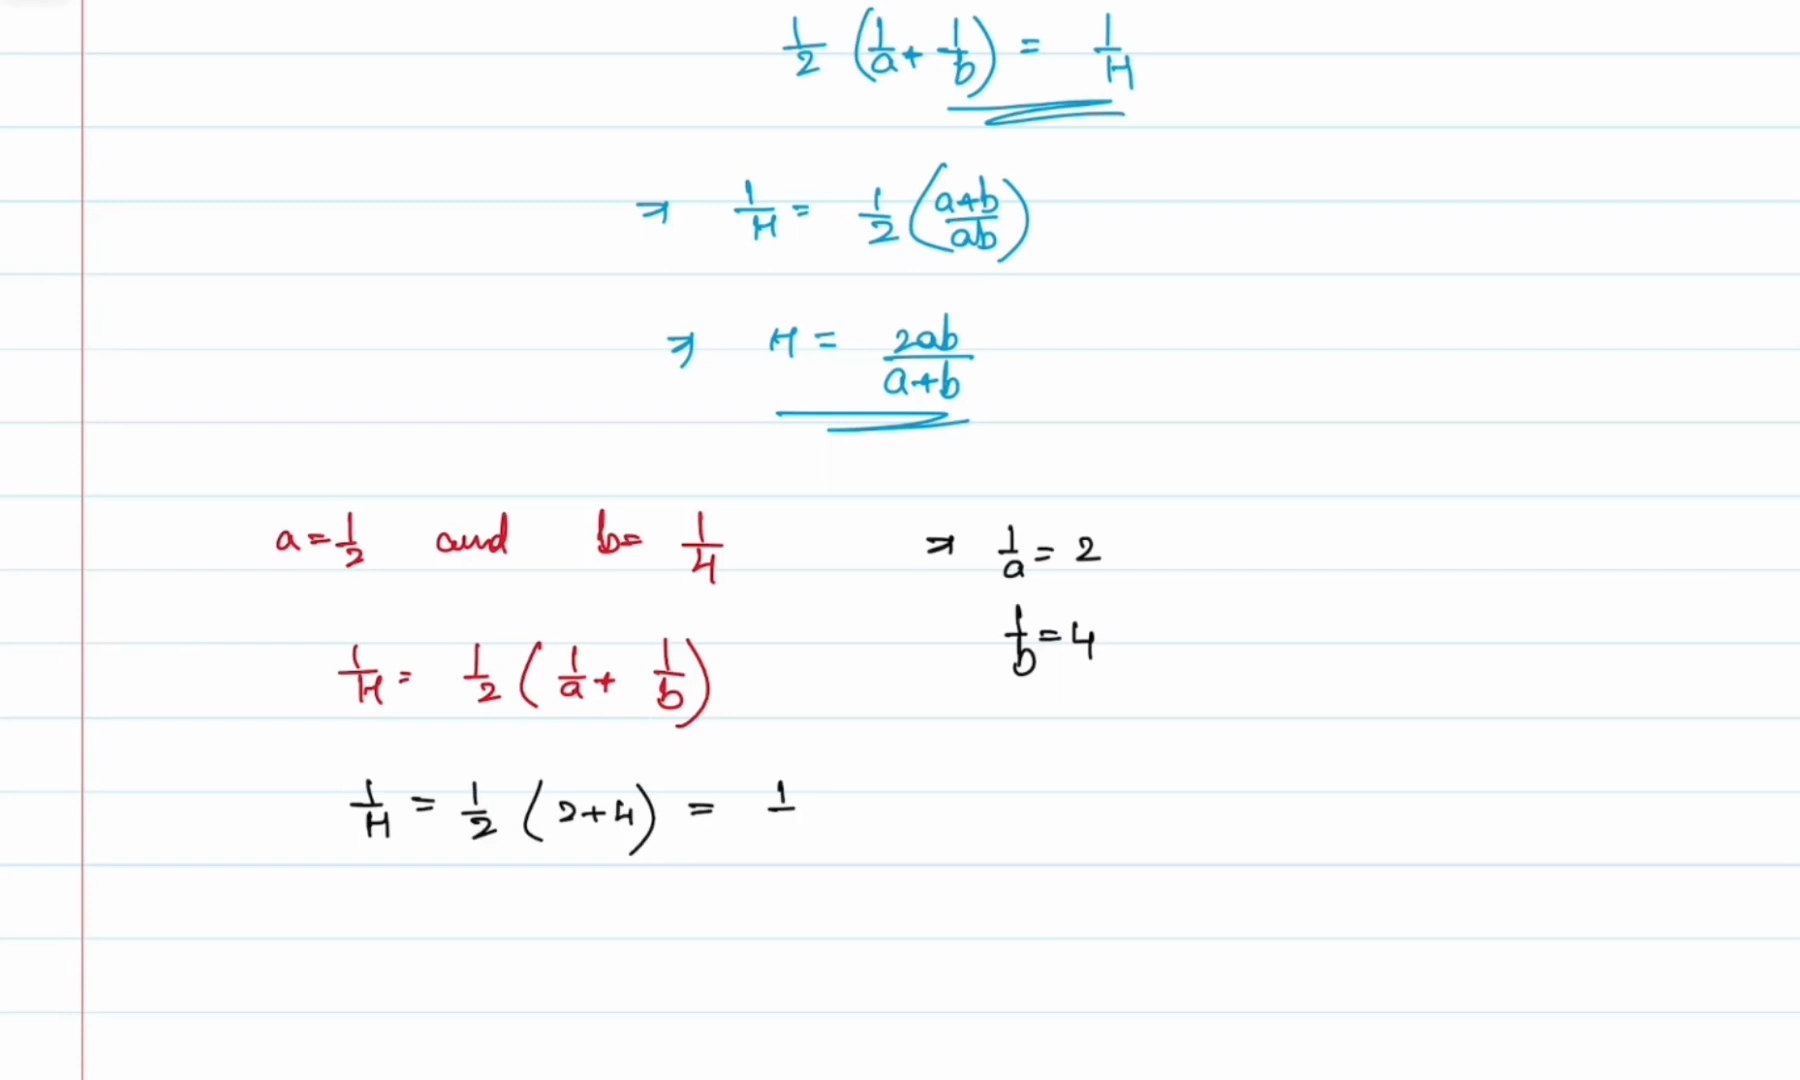 1/2 (1/a + 1/b) = 1/H
⇒ 1/H = 1/2 (a+b/ab)
⇒ H = 2ab/a+b
a = 1/2 and b = 1/4 ⇒ 1/a = 2
1/b = 4
1/H = 1/2 (1/a + 1/b)
1/H = 1/2 (2+4) = 1